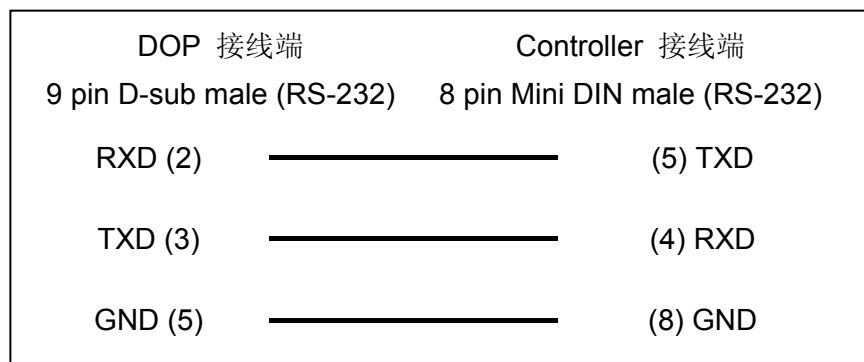 DOP 接线端 Controller 接线端
9 pin D-sub male (RS-232) 8 pin Mini DIN male (RS-232)
RXD (2) (5) TXD
TXD (3) (4) RXD
GND (5) (8) GND